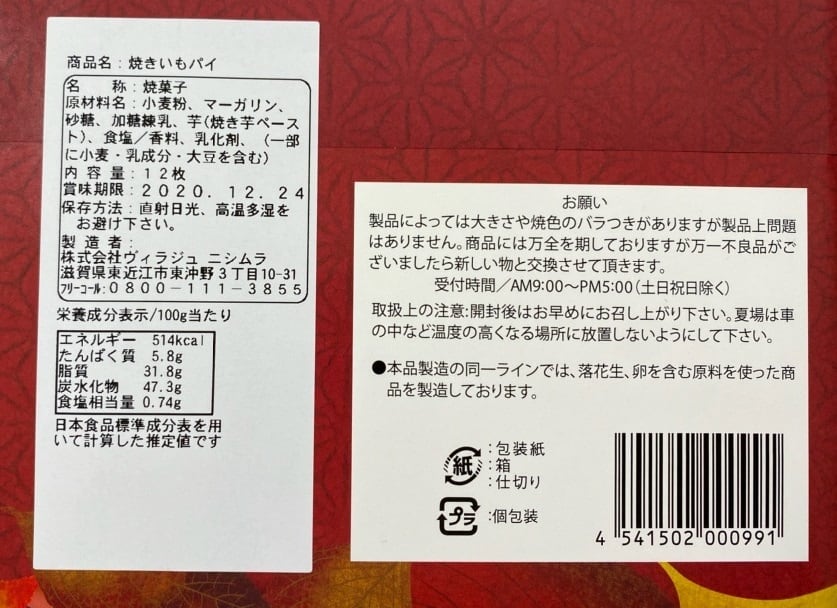 商品名：焼きいもパイ
名　　称：焼菓子
原材料名：小麦粉、マーガリン、
砂糖、加糖練乳、芋(焼き芋ペース
ト)、食塩／香料、乳化剤、（一部
に小麦・乳成分・大豆を含む）
内 容 量：１２枚
賞味期限：２０２０.１２.２４
保存方法：直射日光、高温多湿を
お避け下さい。
製 造 者：
株式会社ヴィラジュ ニシムラ
滋賀県東近江市東沖野３丁目10-31
ﾌﾘｰｺｰﾙ:０８００−１１１−３８５５
栄養成分表示/100g当たり
エネルギー 514kcal
たんぱく質 5.8g
脂質 31.8g
炭水化物 47.3g
食塩相当量 0.74g
日本食品標準成分表を用
いて計算した推定値です
お願い
製品によっては大きさや焼色のバラつきがありますが製品上問題
はありません。商品には万全を期しておりますが万一不良品がご
ざいましたら新しい物と交換させて頂きます。
受付時間／AM9:00〜PM5:00（土日祝日除く）
取扱上の注意:開封後はお早めにお召し上がり下さい。夏場は車
の中など温度の高くなる場所に放置しないようにして下さい。
●本品製造の同一ラインでは、落花生、卵を含む原料を使った商
品を製造しております。
紙
：包装紙
：箱
：仕切り
プラ
：個包装
4 541502 000991